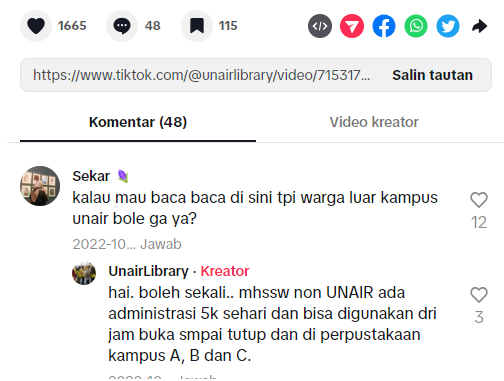 1665 48 115
https://www.tiktok.com/@unairlibrary/video/715317... Salin tautan
Komentar (48) Video kreator
Sekar
kalau mau baca baca di sini tpi warga luar kampus
unair bole ga ya?
12
2022-10... Jawab
UnairLibrary · Kreator
hai. boleh sekali.. mhssw non UNAIR ada
administrasi 5k sehari dan bisa digunakan dri
3
jam buka smpai tutup dan di perpustakaan
kampus A, B dan C.